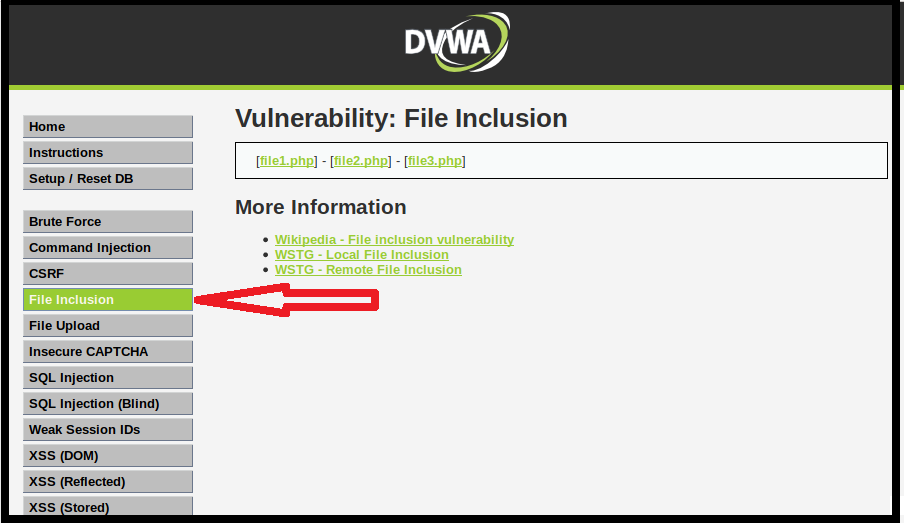 DVWA
Home
Instructions
Setup / Reset DB
Brute Force
Command Injection
CSRF
File Inclusion
File Upload
Insecure CAPTCHA
SQL Injection
SQL Injection (Blind)
Weak Session IDs
XSS (DOM)
XSS (Reflected)
XSS (Stored)
Vulnerability: File Inclusion
[file1.php] - [file2.php] - [file3.php]
More Information
Wikipedia - File inclusion vulnerability
WSTG - Local File Inclusion
WSTG - Remote File Inclusion